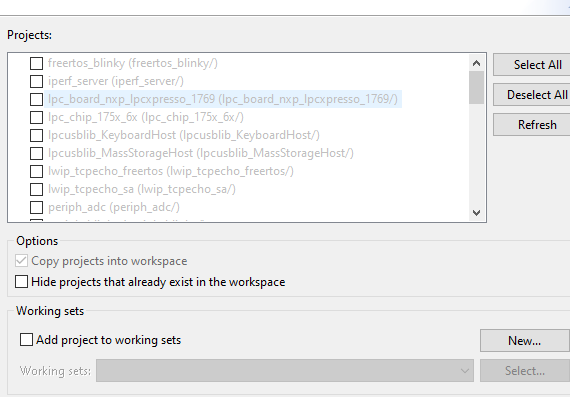 Projects:
freertos_blinky (freertos_blinky/)
iperf_server (iperf_server/)
lpc_board_nxp_lpcxpresso_1769 (lpc_board_nxp_lpcxpresso_1769/)
lpc_chip_175x_6x (lpc_chip_175x_6x/)
lpcusblib_KeyboardHost (lpcusblib_KeyboardHost/)
lpcusblib_MassStorageHost (lpcusblib_MassStorageHost/)
lwip_tcpecho_freertos (lwip_tcpecho_freertos/)
lwip_tcpecho_sa (lwip_tcpecho_sa/)
periph_adc (periph_adc/)
Select All
Deselect All
Refresh
Options
Copy projects into workspace
Hide projects that already exist in the workspace
Working sets
Add project to working sets
New...
Working sets:
Select...